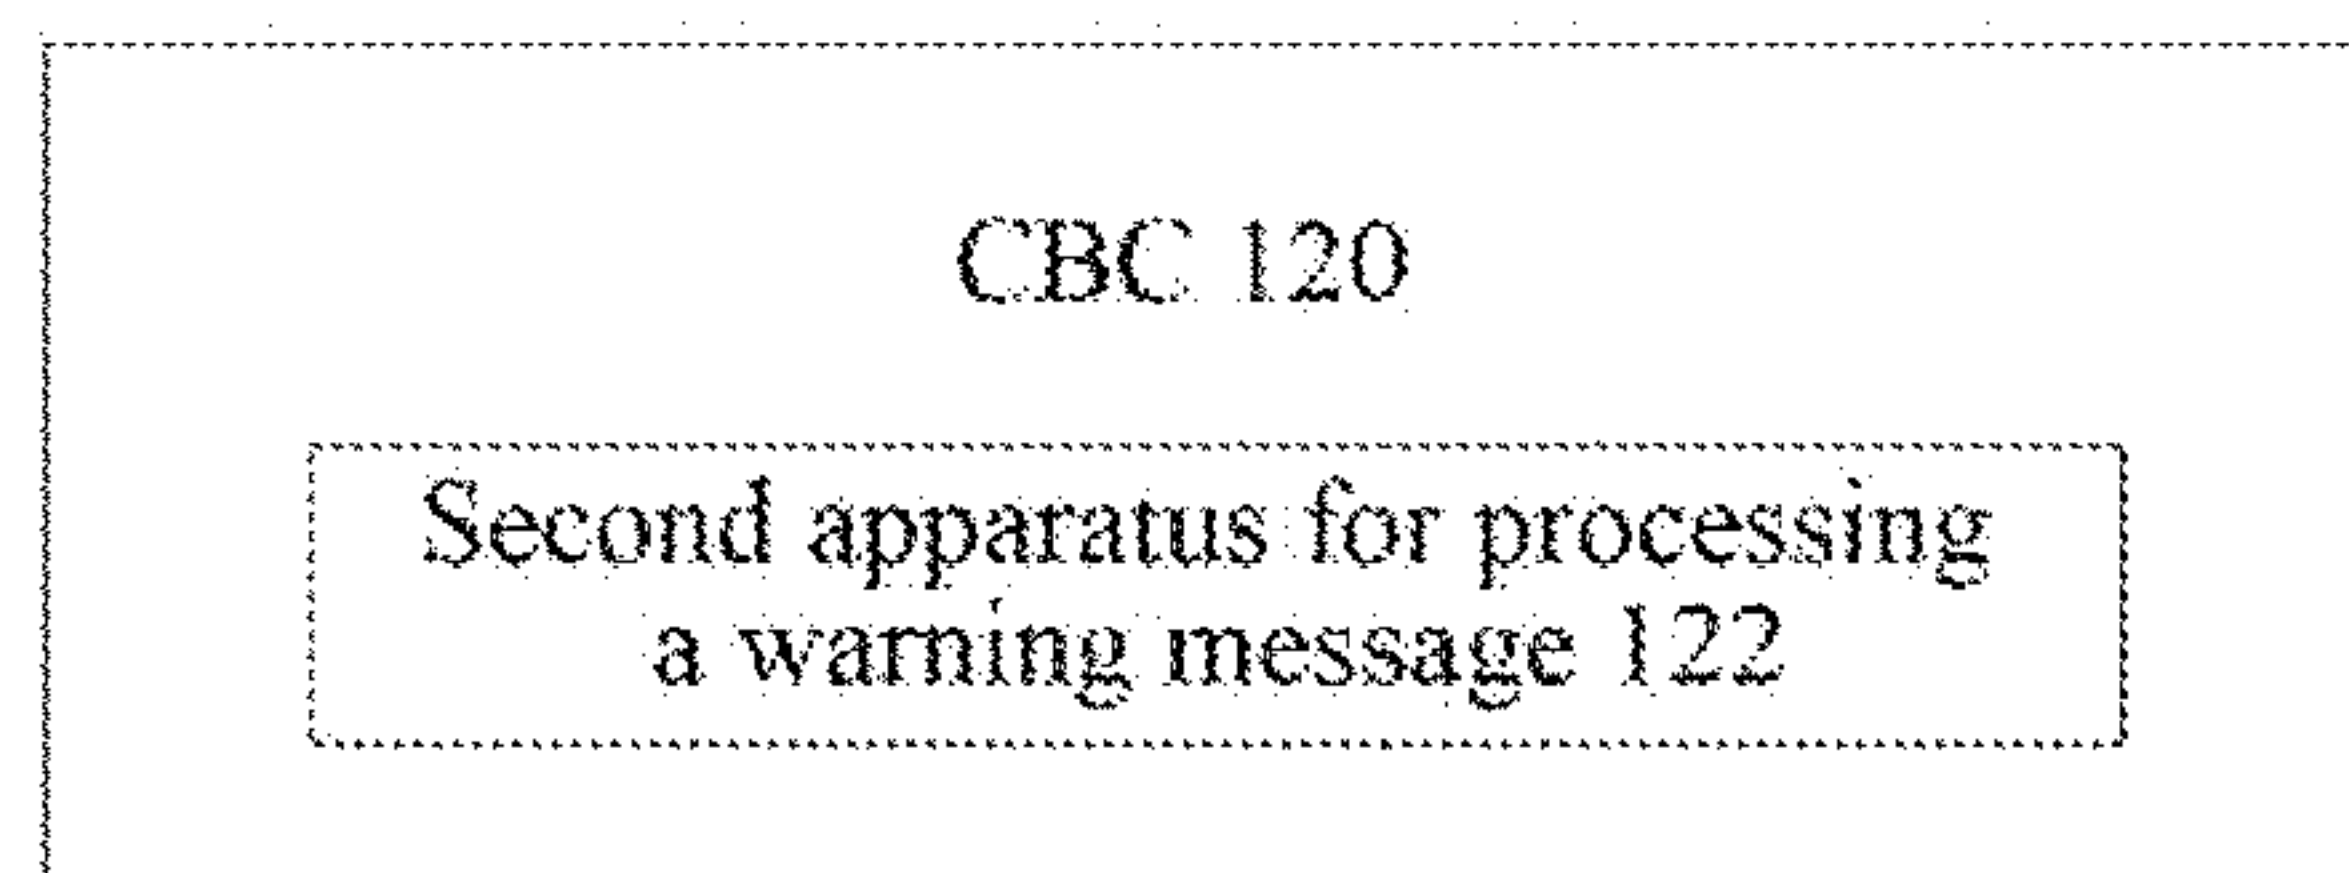 CBC 120
Second apparatus for processing
a warning message 122